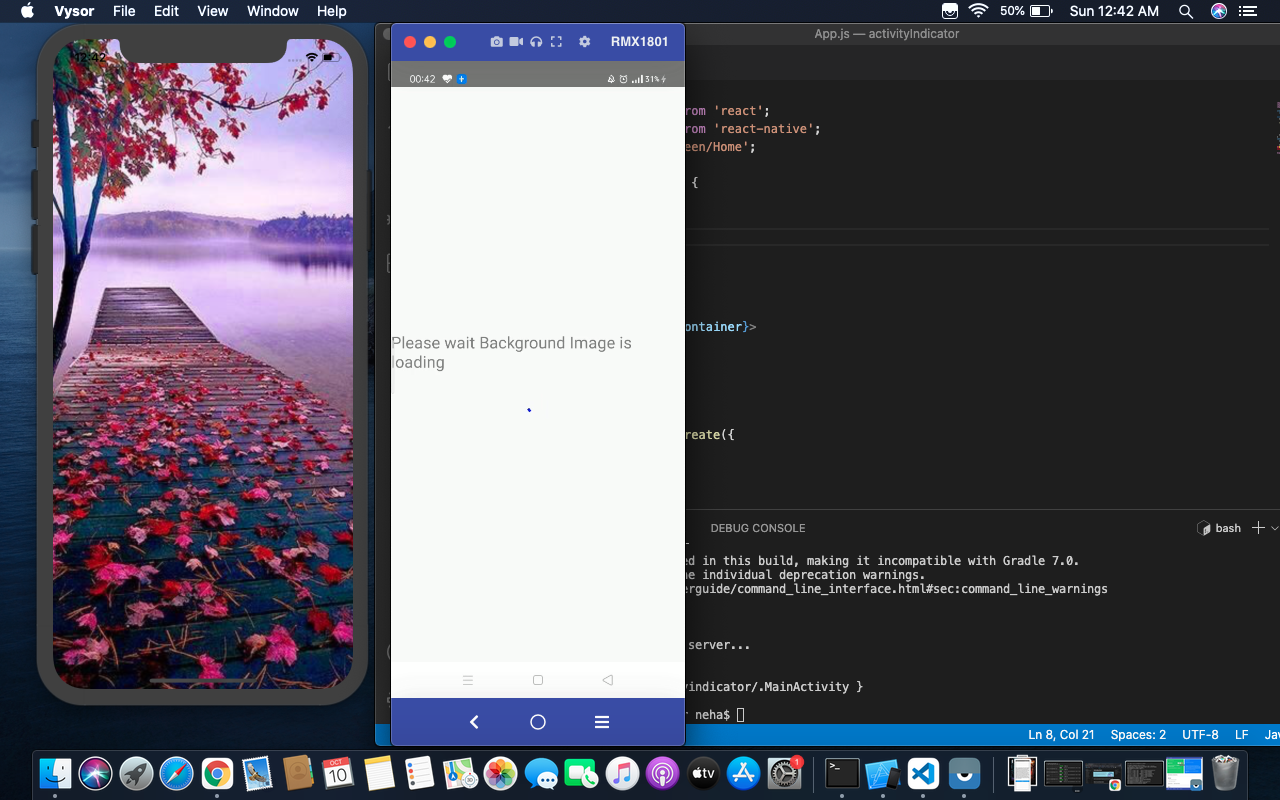 Vysor File Edit View Window Help
50% Sun 12:42 AM
App.js — activityIndicator
RMX1801
12:42
00:42
31%
rom 'react';
rom 'react-native';
een/Home';
{
ontainer}>
Please wait Background Image is
loading
reate({
DEBUG CONSOLE
bash
ed in this build, making it incompatible with Gradle 7.0.
ne individual deprecation warnings.
erguide/command_line_interface.html#sec:command_line_warnings
server...
vindicator/.MainActivity }
neha$
Ln 8, Col 21 Spaces: 2 UTF-8 LF Jav
OCT
10
tv
1